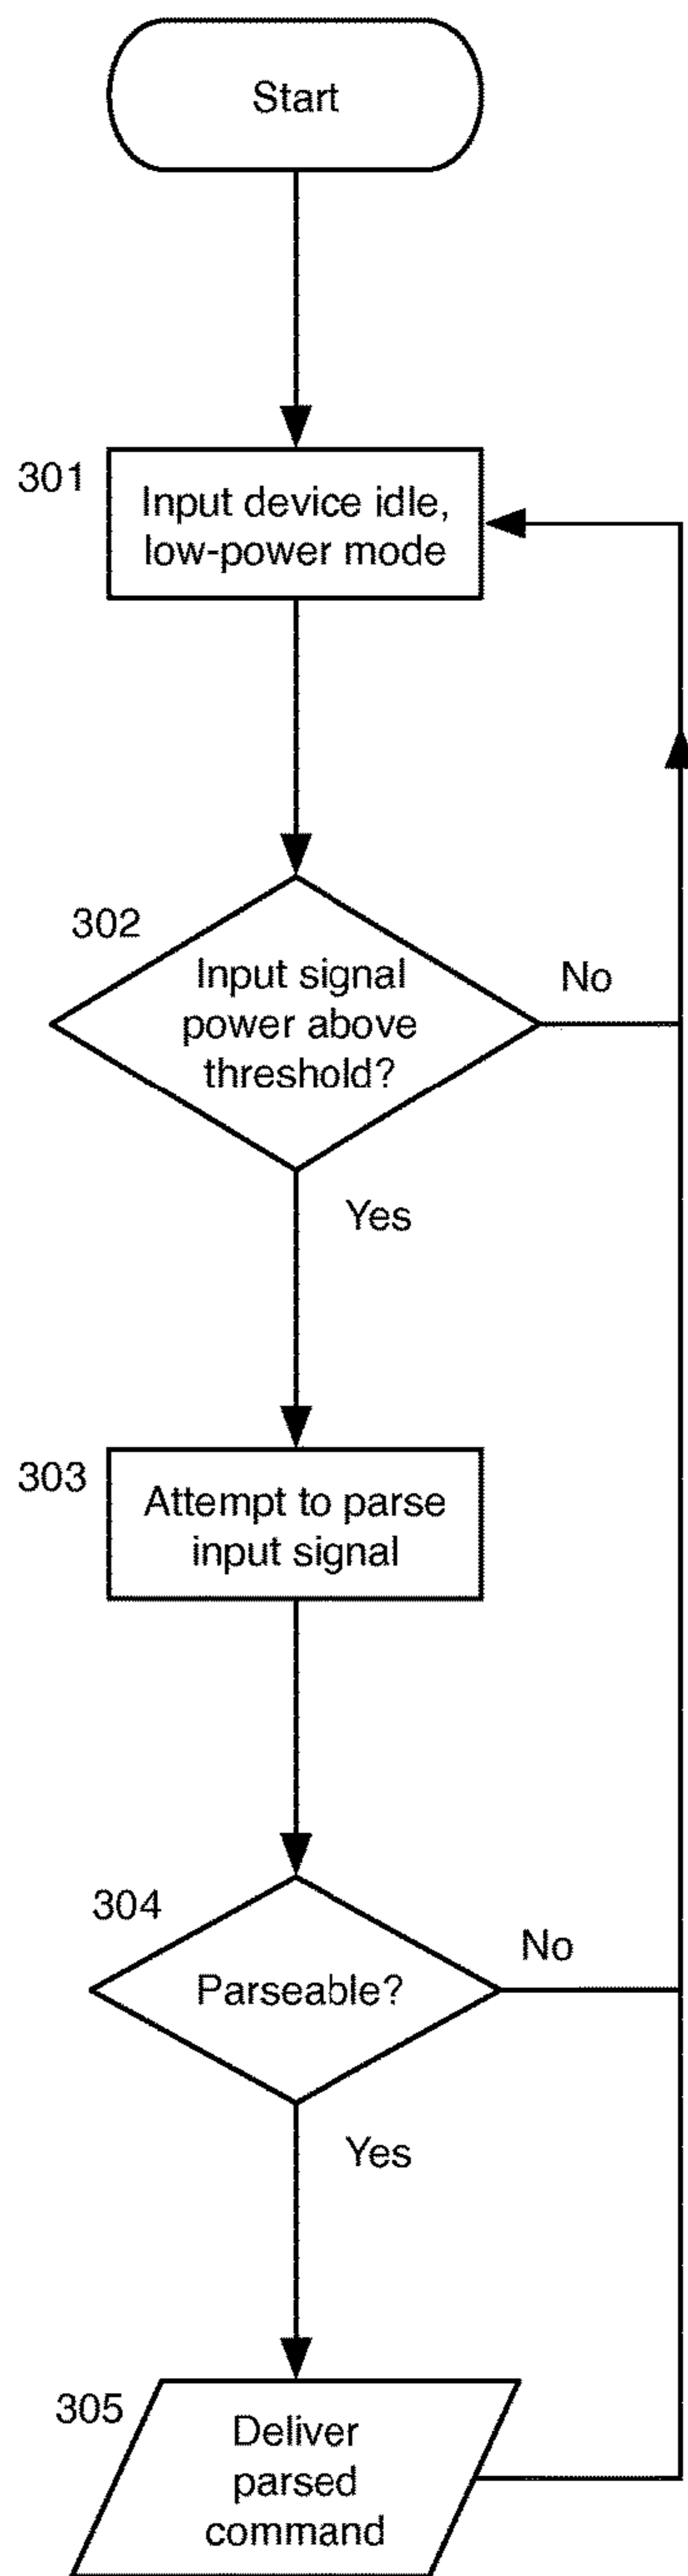 Start
301
Input device idle,
low-power mode
302
Input signal
power above
threshold?
No
Yes
303
Attempt to parse
input signal
304
Parseable?
No
Yes
305
Deliver
parsed
command